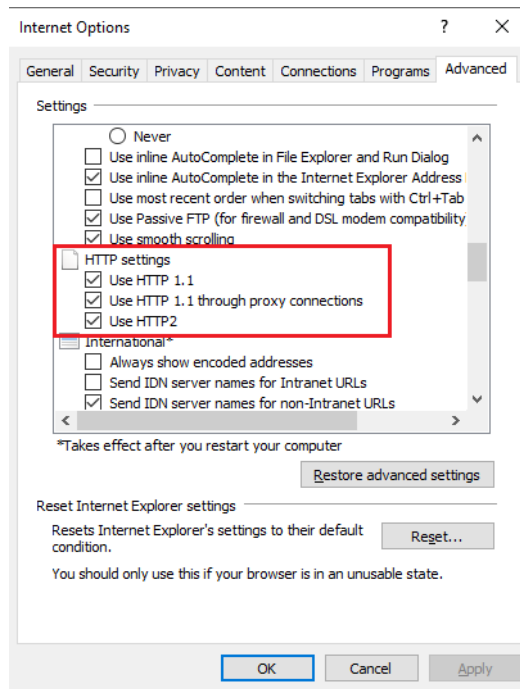 Internet Options
?
General Security Privacy Content Connections Programs Advanced
Settings
Never
Use inline AutoComplete in File Explorer and Run Dialog
Use inline AutoComplete in the Internet Explorer Address
Use most recent order when switching tabs with Ctrl+Tab
Use Passive FTP (for firewall and DSL modem compatibility
Use smooth scrolling
HTTP settings
Use HTTP 1.1
Use HTTP 1.1 through proxy connections
Use HTTP2
International*
Always show encoded addresses
Send IDN server names for Intranet URLs
Send IDN server names for non-Intranet URLs
*Takes effect after you restart your computer
Restore advanced settings
Reset Internet Explorer settings
Resets Internet Explorer's settings to their default
condition.
Reset...
You should only use this if your browser is in an unusable state.
OK Cancel Apply